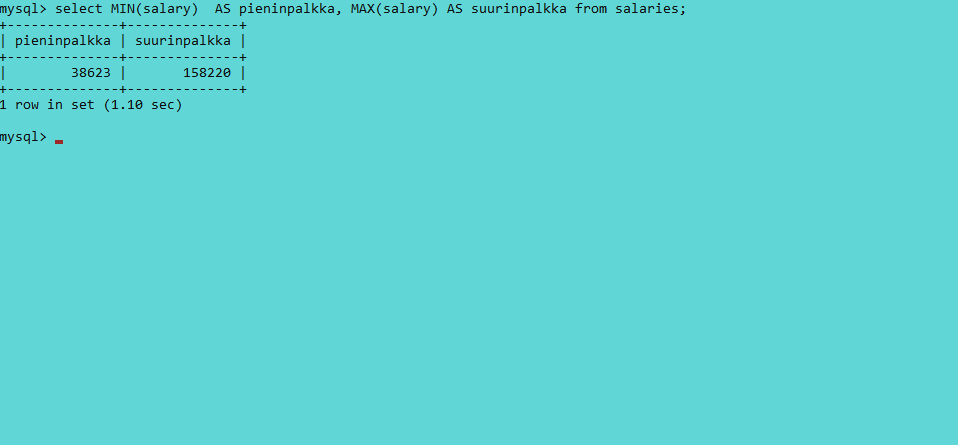 mysql> select MIN(salary)  AS pieninpalkka, MAX(salary) AS suurinpalkka from salaries;
+--------------+--------------+
| pieninpalkka | suurinpalkka |
+--------------+--------------+
|        38623 |       158220 |
+--------------+--------------+
1 row in set (1.10 sec)
mysql>